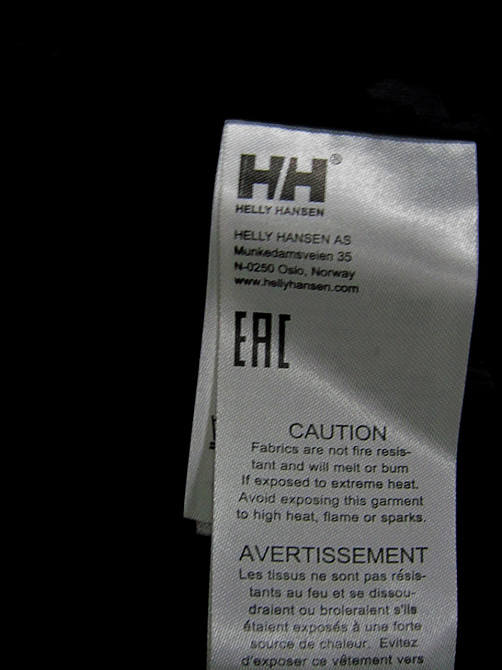 HH®
HELLY HANSEN
HELLY HANSEN AS
Munkedamsveien 35
N-0250 Oslo, Norway
www.hellyhansen.com
EAC
CAUTION
Fabrics are not fire resis-
tant and will melt or burn
If exposed to extreme heat.
Avoid exposing this garment
to high heat, flame or sparks.
AVERTISSEMENT
Les tissus ne sont pas résis-
tants au feu et se dissou-
draient ou broleraient s'ils
étaient exposés à une forte
source de chaleur. Evitez
d'exposer ce vêtement vers